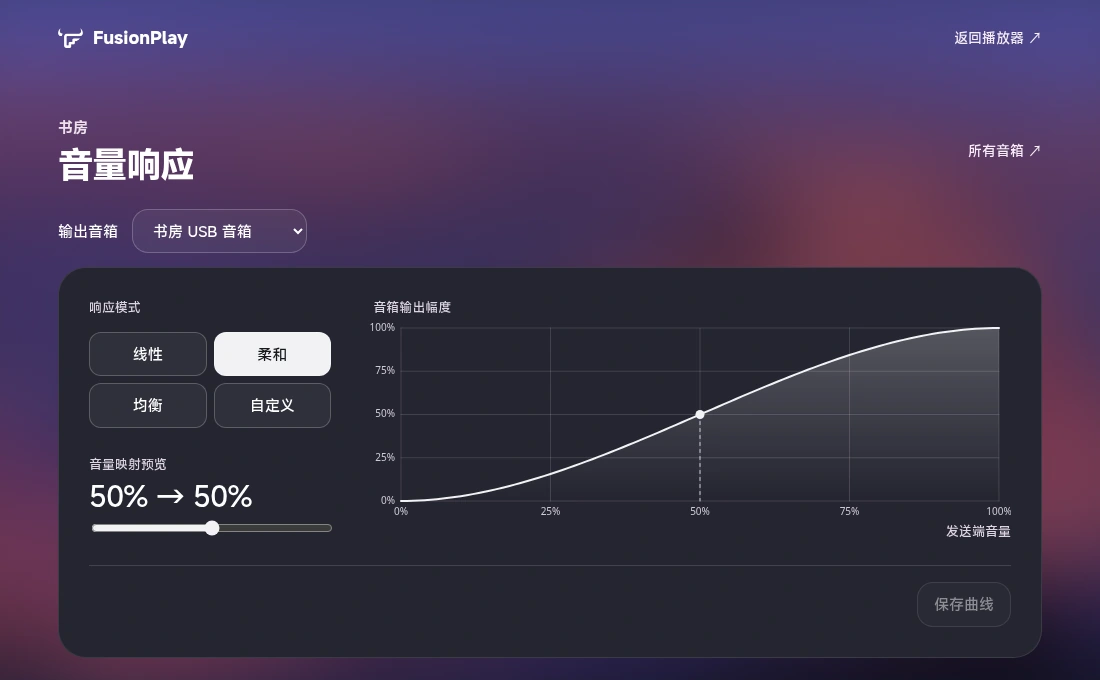 FusionPlay
返回播放器 ↗
书房
音量响应
所有音箱 ↗
输出音箱
书房 USB 音箱
响应模式
线性
柔和
均衡
自定义
音量映射预览
50% → 50%
音箱输出幅度
100%
75%
50%
25%
0%
0% 25% 50% 75% 100%
发送端音量
保存曲线